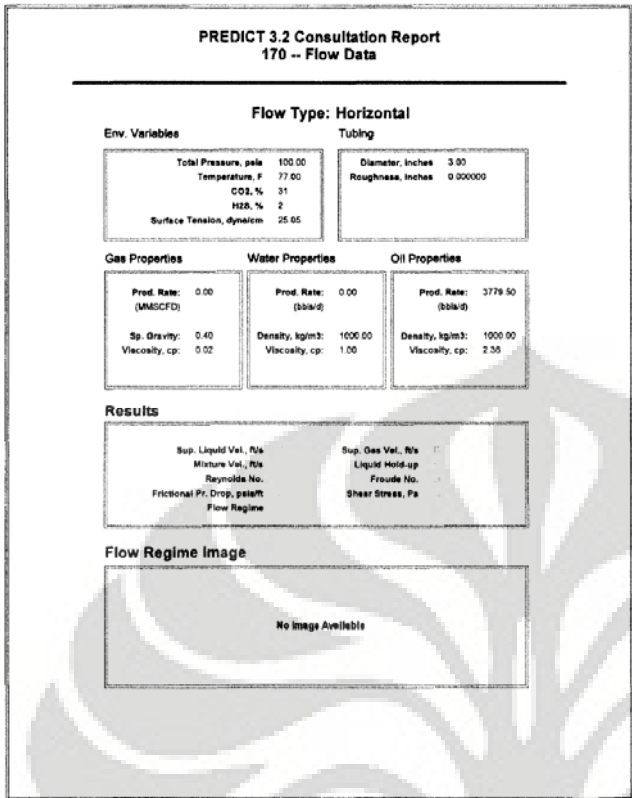 PREDICT 3.2 Consultation Report
170 -- Flow Data
Flow Type: Horizontal
Env. Variables
Total Pressure, psia 100.00
Temperature, F 77.00
CO2, % 31
H2S, % 2
Surface Tension, dyne/cm 25.05
Tubing
Diameter, inches 3.00
Roughness, inches 0.000000
Gas Properties
Prod. Rate: 0.00
(MMSCFD)
Sp. Gravity: 0.40
Viscosity, cp: 0.02
Water Properties
Prod. Rate: 0.00
(bbls/d)
Density, kg/m3: 1000.00
Viscosity, cp: 1.00
Oil Properties
Prod. Rate: 3779.50
(bbls/d)
Density, kg/m3: 1000.00
Viscosity, cp:
Results
Sup. Liquid Vel., ft/s
Mixture Vel., ft/s
Reynolds No.
Frictional Pr. Drop, psia/ft
Flow Regime
Sup. Gas Vel., ft/s
Liquid Hold-up
Froude No.
Shear Stress, Pa
Flow Regime Image
No Image Available